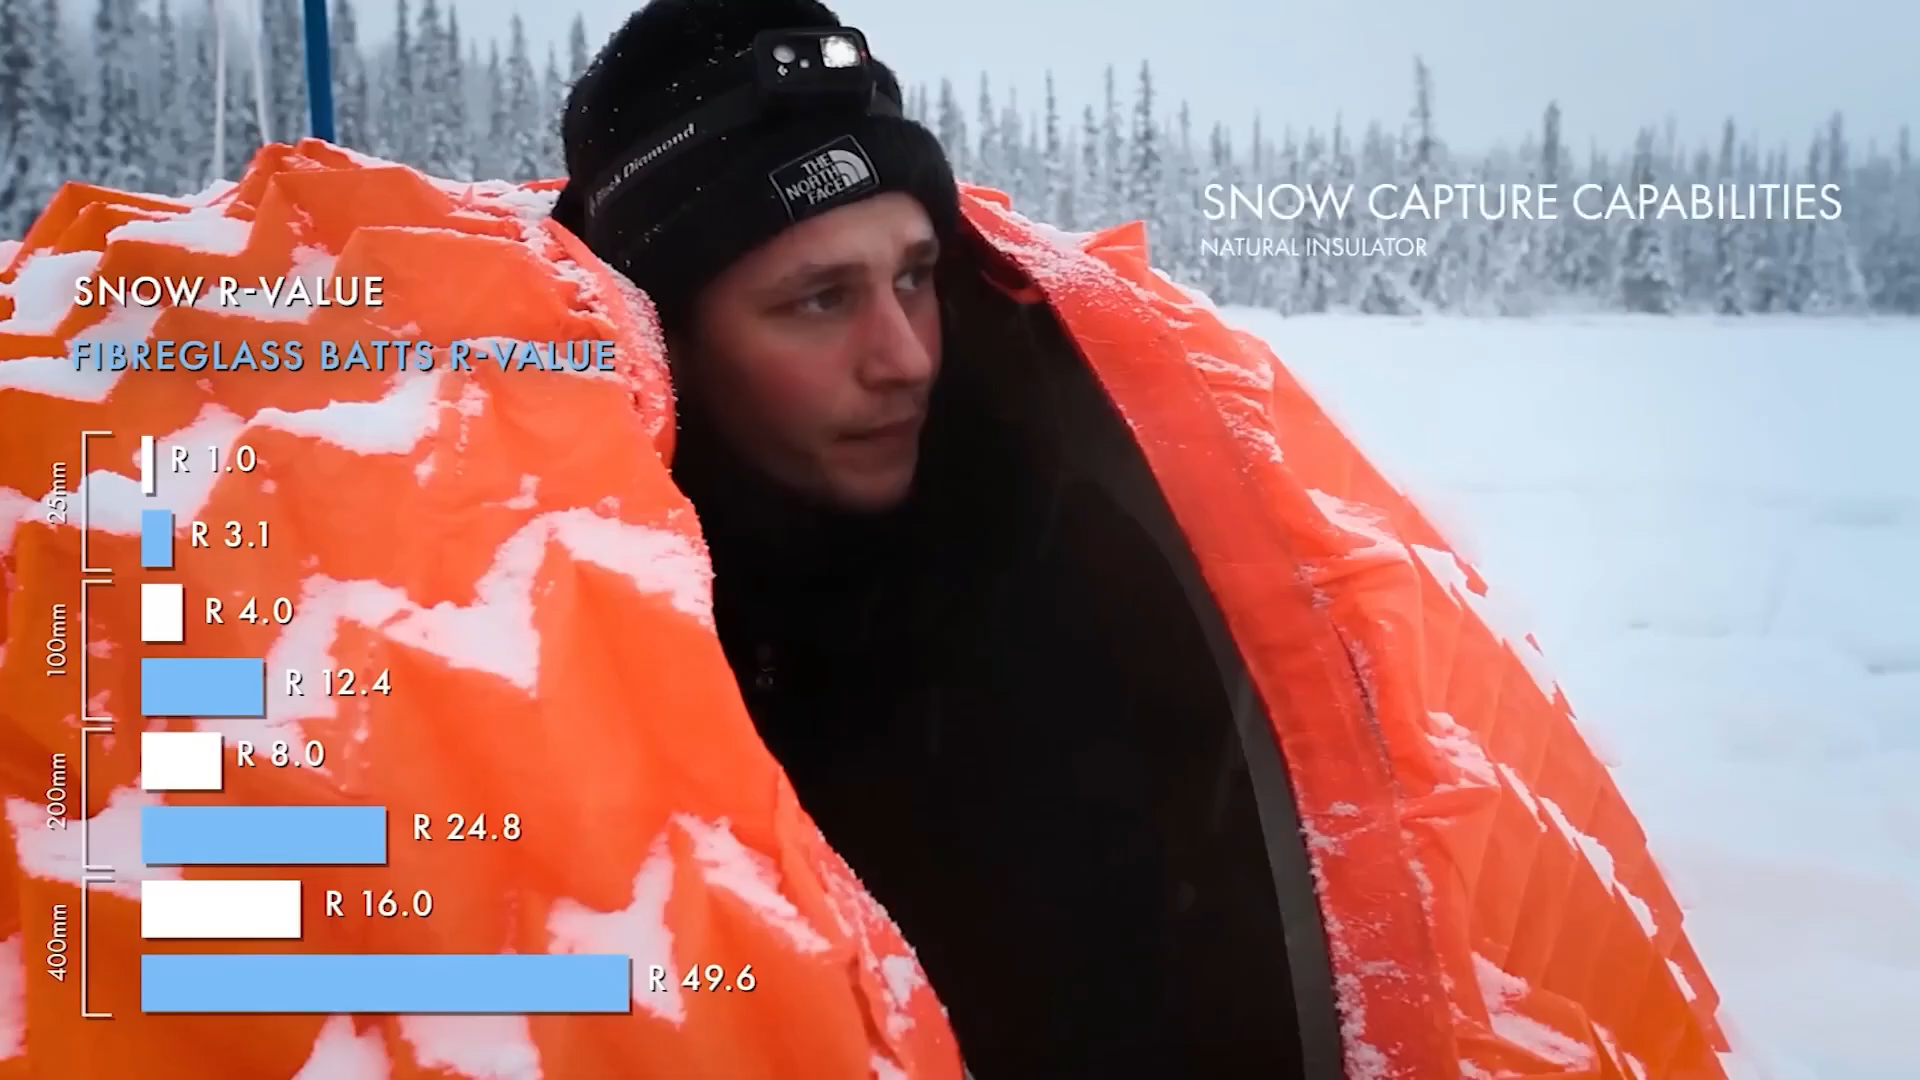 Black Diamond
THE
NORTH
FACE
SNOW CAPTURE CAPABILITIES
NATURAL INSULATOR
SNOW R-VALUE
FIBREGLASS BATTS R-VALUE
25mm
R 1.0
R 3.1
100mm
R 4.0
R 12.4
200mm
R 8.0
R 24.8
400mm
R 16.0
R 49.6